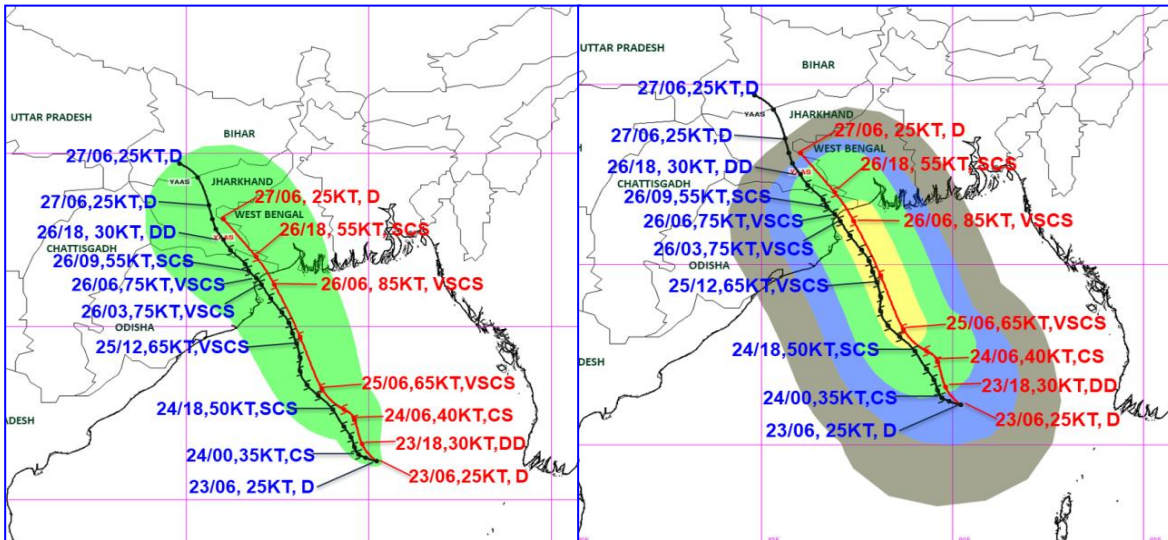 UTTAR PRADESH
BIHAR
27/06,25KT,D
YAAS
JHARKHAND
27/06,25KT,D
27/06, 25KT, D
WEST BENGAL
26/18, 30KT, DD
YAAS
26/18, 55KT,SCS
CHATTISGADH
26/09,55KT,SCS
26/06,75KT,VSCS
26/06, 85KT, VSCS
26/03,75KT,VSCS
ODISHA
25/12,65KT,VSCS
25/06,65KT,VSCS
24/18,50KT,SCS
24/06,40KT,CS
23/18,30KT,DD
24/00,35KT,CS
23/06,25KT,D
23/06, 25KT, D
UTTAR PRADESH
BIHAR
27/06,25KT,D
YAAS
JHARKHAND
27/06, 25KT, D
27/06,25KT,D
WEST BENGAL
26/18, 30KT, DD
26/18, 55KT,SCS
YAAS
CHATTISGADH
26/09,55KT,SCS
26/06,75KT,VSCS
26/06, 85KT, VSCS
26/03,75KT,VSCS
ODISHA
25/12,65KT,VSCS
25/06,65KT,VSCS
24/18,50KT,SCS
24/06,40KT,CS
23/18,30KT,DD
24/00,35KT,CS
23/06, 25KT, D
23/06, 25KT, D